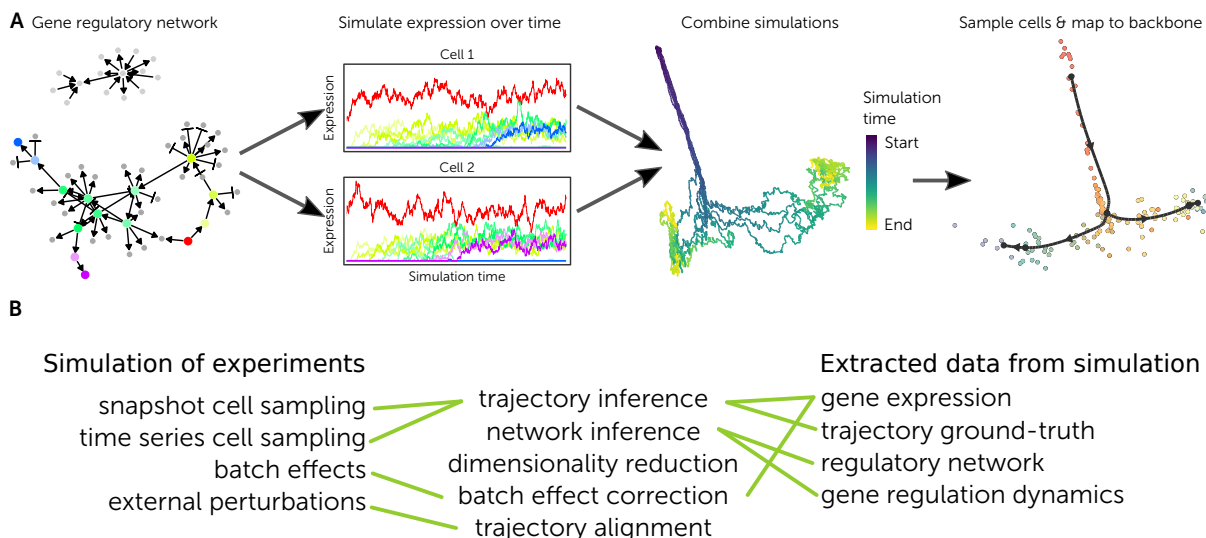 A
Gene regulatory network
Simulate expression over time
Combine simulations
Sample cells & map to backbone
Cell 1
Expression
Cell 2
Expression
Simulation time
Simulation
time
Start
End
B
Simulation of experiments
snapshot cell sampling
time series cell sampling
batch effects
external perturbations
trajectory inference
network inference
dimensionality reduction
batch effect correction
trajectory alignment
Extracted data from simulation
gene expression
trajectory ground-truth
regulatory network
gene regulation dynamics